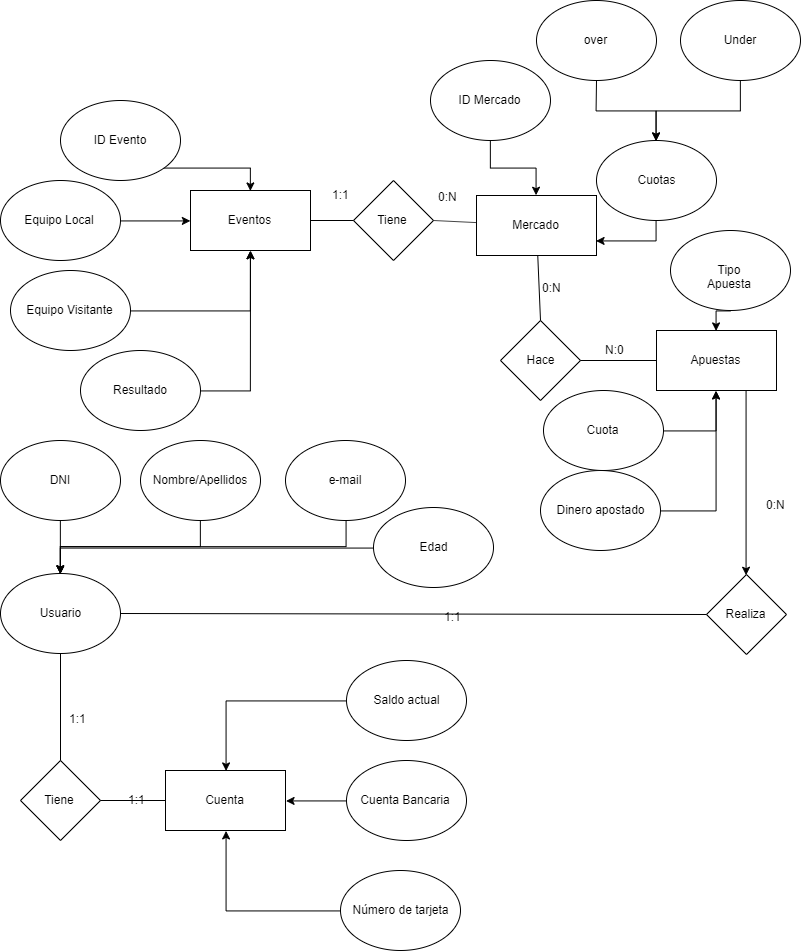 over
Under
ID Mercado
ID Evento
Cuotas
1:1
0:N
Equipo Local
Eventos
Tiene
Mercado
Tipo
Apuesta
0:N
Equipo Visitante
N:0
Hace
Apuestas
Resultado
Cuota
DNI
Nombre/Apellidos
e-mail
Dinero apostado
0:N
Edad
Usuario
1:1
Realiza
Saldo actual
1:1
Tiene
1:1
Cuenta
Cuenta Bancaria
Número de tarjeta